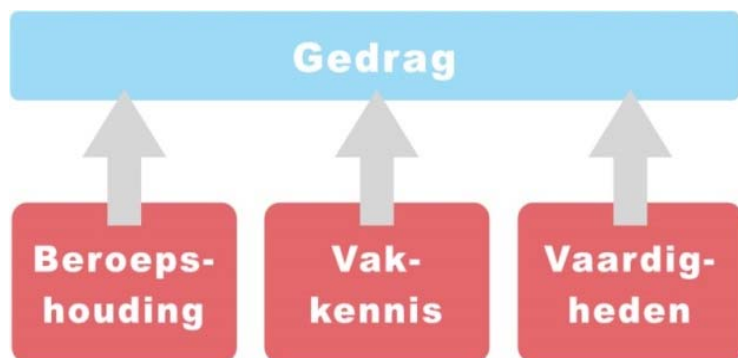 Gedrag
Beroeps-
houding
Vak-
kennis
Vaardig-
heden